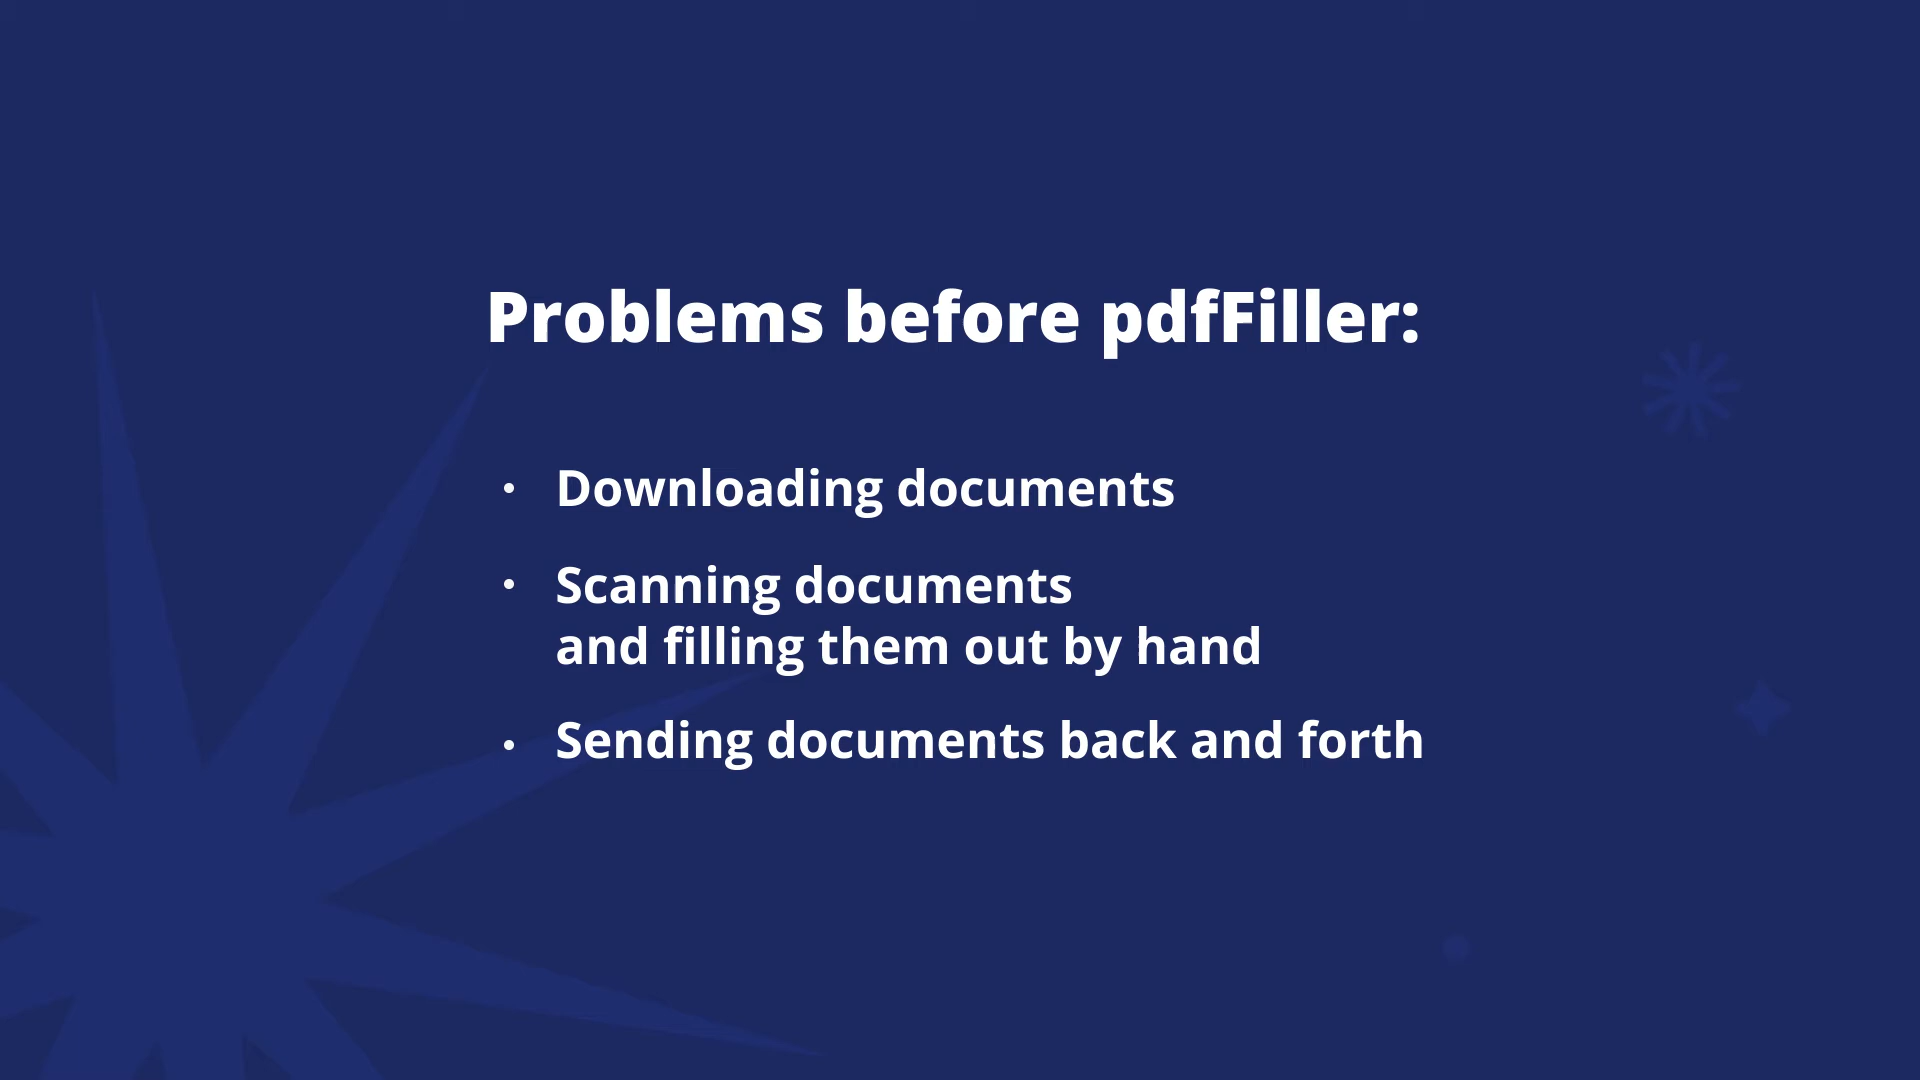 Problems before pdfFiller:
• Downloading documents
• Scanning documents
and filling them out by hand
• Sending documents back and forth